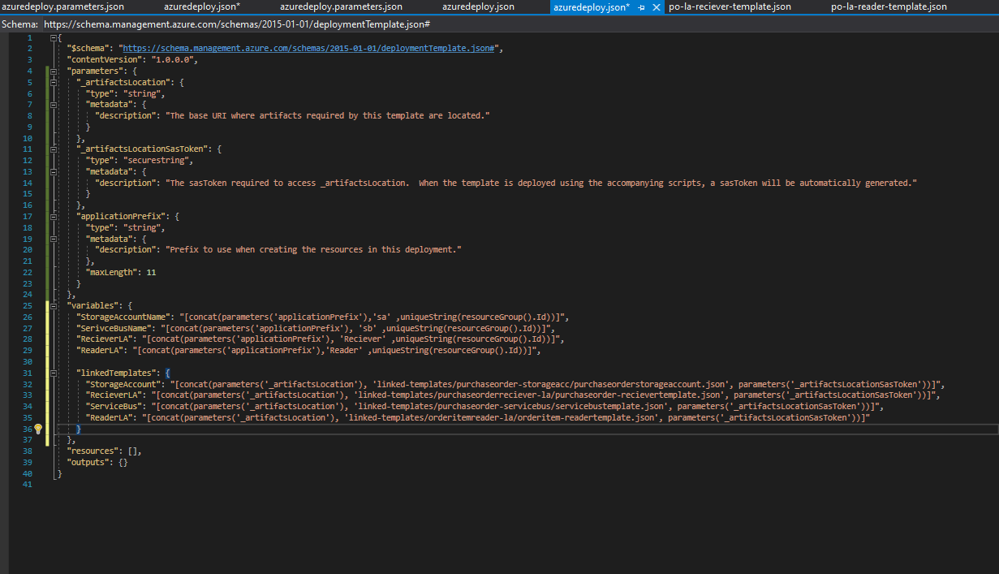 azuredeploy.parameters.json azuredeploy.json* azuredeploy.parameters.json azuredeploy.json azuredeploy.json* po-la-reciever-template.json po-la-reader-template.json
Schema: https://schema.management.azure.com/schemas/2015-01-01/deploymentTemplate.json#
1 {
2 "$schema": "https://schema.management.azure.com/schemas/2015-01-01/deploymentTemplate.json#",
3 "contentVersion": "1.0.0.0",
4 "parameters": {
5 "_artifactsLocation": {
6 "type": "string",
7 "metadata": {
8 "description": "The base URI where artifacts required by this template are located."
9 }
10 },
11 "_artifactsLocationSasToken": {
12 "type": "securestring",
13 "metadata": {
14 "description": "The sasToken required to access _artifactsLocation.  When the template is deployed using the accompanying scripts, a sasToken will be automatically generated."
15 }
16 },
17 "applicationPrefix": {
18 "type": "string",
19 "metadata": {
20 "description": "Prefix to use when creating the resources in this deployment."
21 },
22 "maxLength": 11
23 }
24 },
25 "variables": {
26 "StorageAccountName": "[concat(parameters('applicationPrefix'),'sa' ,uniqueString(resourceGroup().Id))]",
27 "SerivceBusName": "[concat(parameters('applicationPrefix'), 'sb' ,uniqueString(resourceGroup().Id))]",
28 "RecieverLA": "[concat(parameters('applicationPrefix'), 'Reciever' ,uniqueString(resourceGroup().Id))]",
29 "ReaderLA": "[concat(parameters('applicationPrefix'),'Reader' ,uniqueString(resourceGroup().Id))]",
30
31 "linkedTemplates": {
32 "StorageAccount": "[concat(parameters('_artifactsLocation'), 'linked-templates/purchaseorder-storageacc/purchaseorderstorageaccount.json', parameters('_artifactsLocationSasToken'))]",
33 "RecieverLA": "[concat(parameters('_artifactsLocation'), 'linked-templates/purchaseorderreciever-la/purchaseorder-recievertemplate.json', parameters('_artifactsLocationSasToken'))]",
34 "ServiceBus": "[concat(parameters('_artifactsLocation'), 'linked-templates/purchaseorder-servicebus/servicebustemplate.json', parameters('_artifactsLocationSasToken'))]",
35 "ReaderLA": "[concat(parameters('_artifactsLocation'), 'linked-templates/orderitemreader-la/orderitem-readertemplate.json', parameters('_artifactsLocationSasToken'))]"
36 }
37 },
38 "resources": [],
39 "outputs": {}
40 }
41